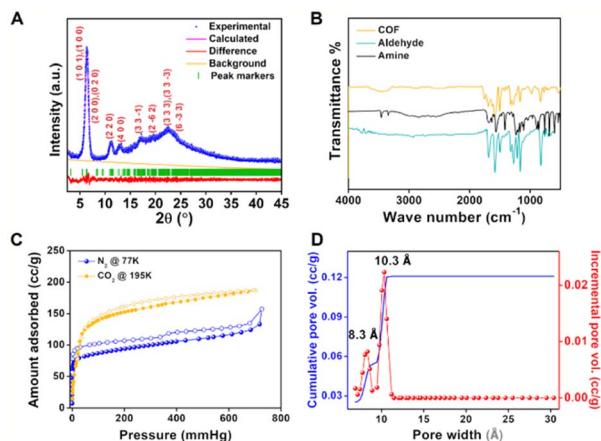 A
Experimental
Calculated
Difference
Background
Peak markers
(1 0 1),(1 0 0)
(2 0 0),(0 2 0)
(2 2 0)
(4 0 0)
(3 3 -1)
(2 -6 2)
(3 3 3),(3 3 -3)
(6 -3 3)
Intensity (a.u.)
5 10 15 20 25 30 35 40 45
2θ (°)
B
COF
Aldehyde
Amine
Transmittance %
4000 3000 2000 1000
Wave number (cm-1)
C
N2 @ 77K
CO2 @ 195K
Amount adsorbed (cc/g)
250
200
150
100
50
0
0 200 400 600 800
Pressure (mmHg)
D
10.3 Å
8.3 Å
Cumulative pore vol. (cc/g)
0.12
0.09
0.06
0.03
Incremental pore vol. (cc/g)
0.02
0.01
0.00
10 15 20 25 30
Pore width (Å)